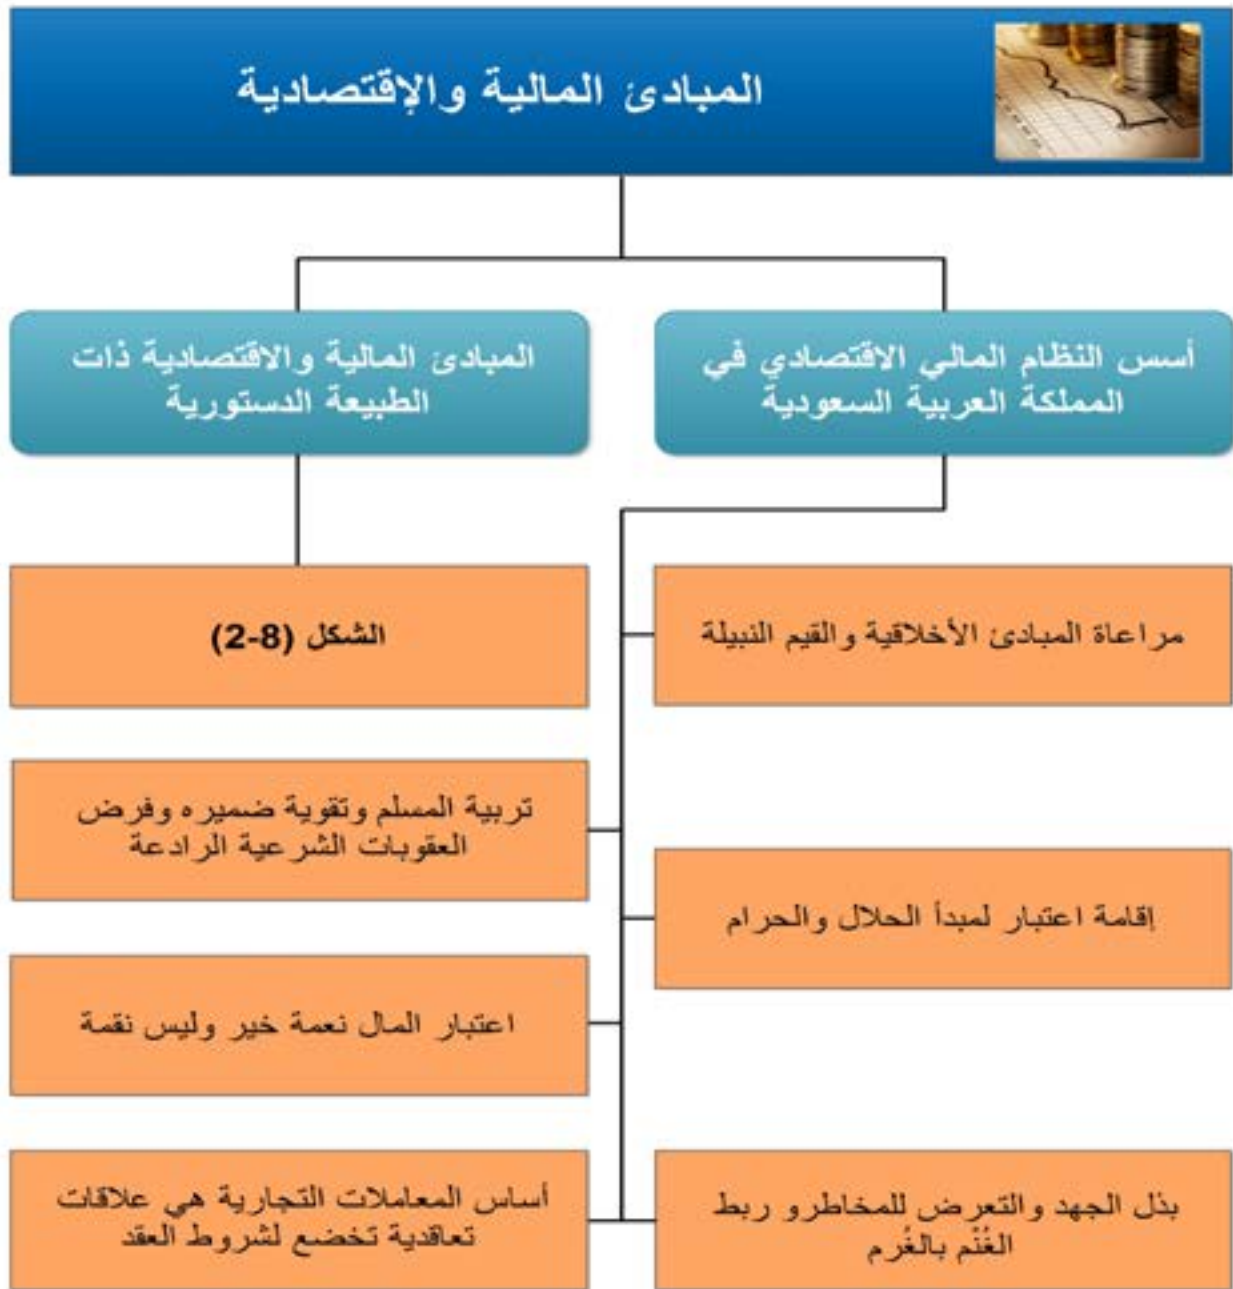 المبادئ المالية والإقتصادية
أسس النظام المالي الاقتصادي في
المملكة العربية السعودية
المبادئ المالية والاقتصادية ذات
الطبيعة الدستورية
مراعاة المبادئ الأخلاقية والقيم النبيلة
الشكل (8-2)
تربية المسلم وتقوية ضميره وفرض
العقوبات الشرعية الرادعة
إقامة اعتبار لمبدأ الحلال والحرام
اعتبار المال نعمة خير وليس نقمة
بذل الجهد والتعرض للمخاطرو ربط
الغُنْم بالغُرم
أساس المعاملات التجارية هي علاقات
تعاقدية تخضع لشروط العقد